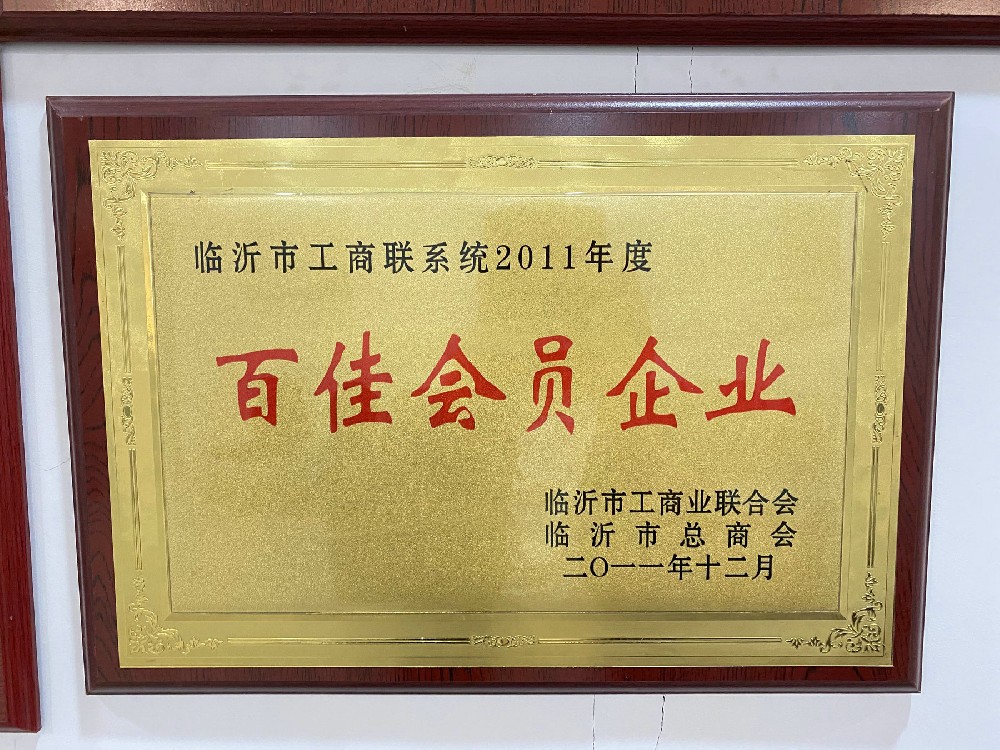 临沂市工商联系统2011年度
百佳会员企业
临沂市工商业联合会
临沂市总商会
二〇一一年十二月